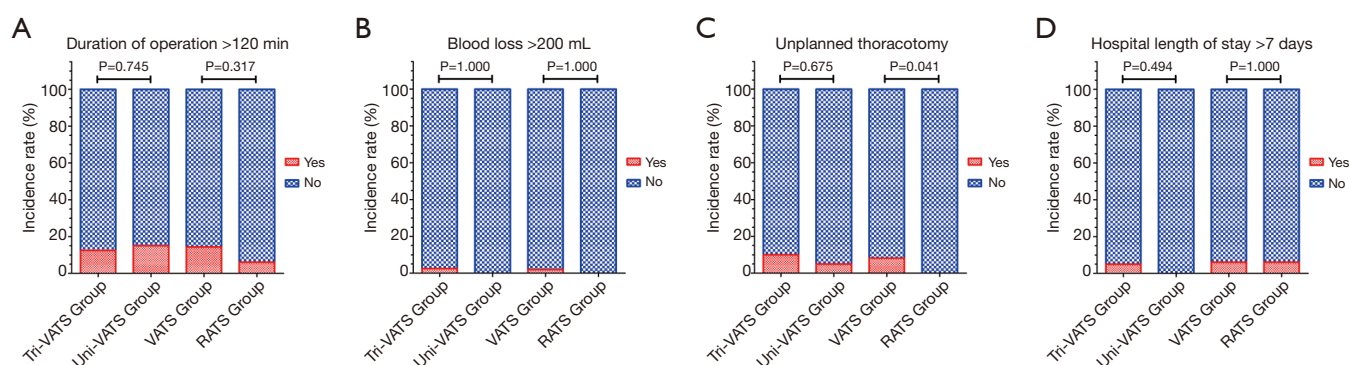 A
Duration of operation >120 min
P=0.745
P=0.317
Incidence rate (%)
100
80
60
40
20
0
Yes
No
Tri-VATS Group
Uni-VATS Group
VATS Group
RATS Group
B
Blood loss >200 mL
P=1.000
P=1.000
Incidence rate (%)
100
80
60
40
20
0
Yes
No
Tri-VATS Group
Uni-VATS Group
VATS Group
RATS Group
C
Unplanned thoracotomy
P=0.675
P=0.041
Incidence rate (%)
100
80
60
40
20
0
Yes
No
Tri-VATS Group
Uni-VATS Group
VATS Group
RATS Group
D
Hospital length of stay >7 days
P=0.494
P=1.000
Incidence rate (%)
100
80
60
40
20
0
Yes
No
Tri-VATS Group
Uni-VATS Group
VATS Group
RATS Group